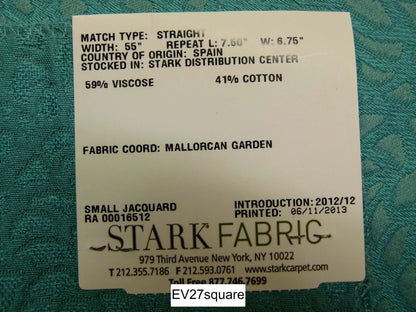 MATCH TYPE: STRAIGHT
WIDTH: 55" REPEAT L: 7.50" W: 6.75"
COUNTRY OF ORIGIN: SPAIN
STOCKED IN: STARK DISTRIBUTION CENTER
59% VISCOSE 41% COTTON
FABRIC COORD: MALLORCAN GARDEN
SMALL JACQUARD INTRODUCTION: 2012/12
RA 00016512 PRINTED: 06/11/2013
STARK FABRIC
979 Third Avenue New York, NY 10022
T 212.355.7186 F 212.593.0761 www.starkcarpet.com
Toll Free 877.746.7699
EV27square